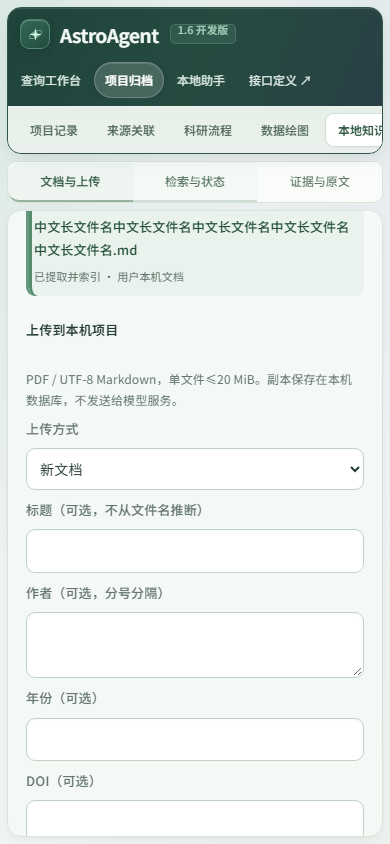 AstroAgent
1.6 开发版
查询工作台
项目归档
本地助手
接口定义 ↗
项目记录
来源关联
科研流程
数据绘图
本地知
文档与上传
检索与状态
证据与原文
中文长文件名中文长文件名中文长文件名中文长文件名
中文长文件名.md
已提取并索引 · 用户本机文档
上传到本机项目
PDF / UTF-8 Markdown，单文件≤20 MiB。副本保存在本机
数据库，不发送给模型服务。
上传方式
新文档
标题（可选，不从文件名推断）
作者（可选，分号分隔）
年份（可选）
DOI（可选）